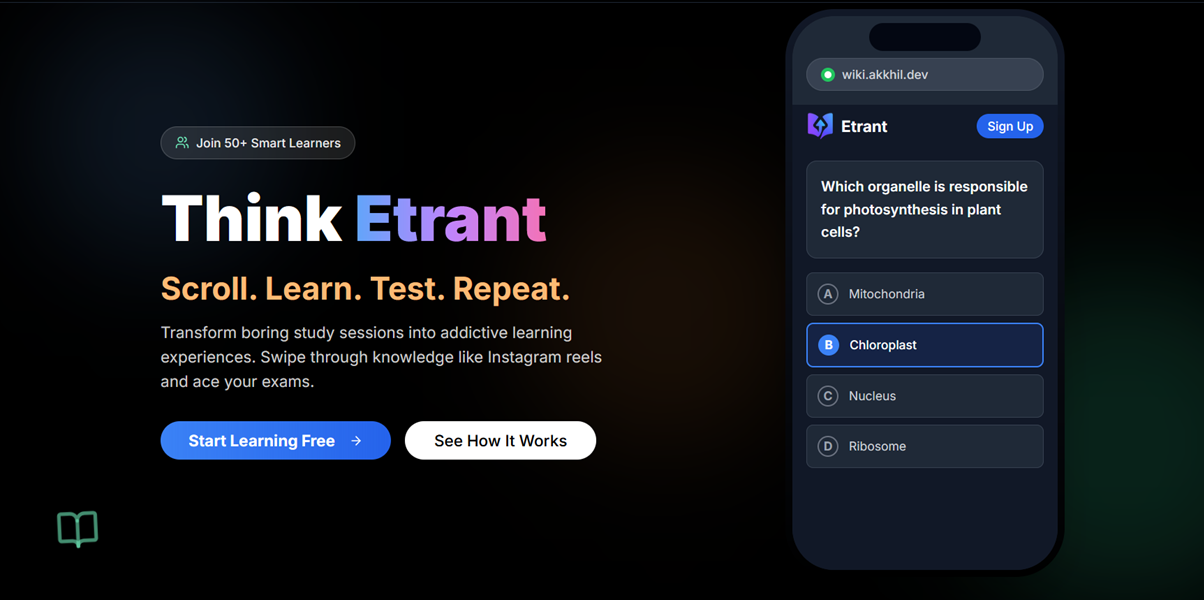 Join 50+ Smart Learners
Think Etrant
Scroll. Learn. Test. Repeat.
Transform boring study sessions into addictive learning
experiences. Swipe through knowledge like Instagram reels
and ace your exams.
Start Learning Free →
See How It Works
wiki.akkhil.dev
Etrant
Sign Up
Which organelle is responsible
for photosynthesis in plant
cells?
A Mitochondria
B Chloroplast
C Nucleus
D Ribosome